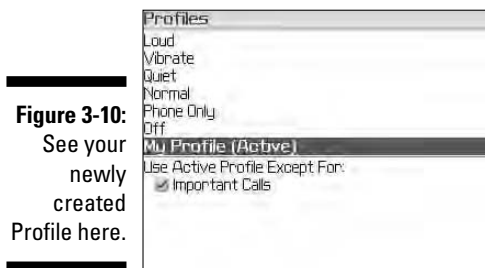 Profiles
Loud
Vibrate
Quiet
Normal
Phone Only
Off
My Profile (Active)
Use Active Profile Except For:
Important Calls
Figure 3-10:
See your
newly
created
Profile here.